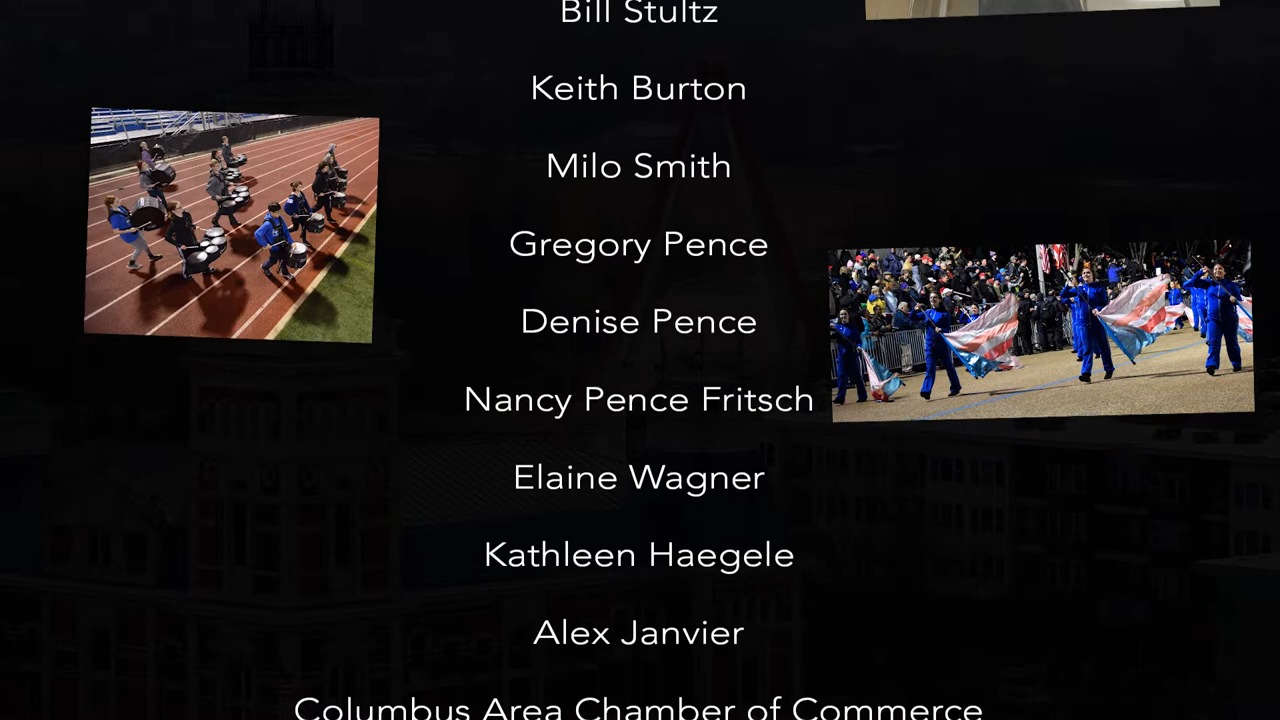 Bill Stultz
Keith Burton
Milo Smith
Gregory Pence
Denise Pence
Nancy Pence Fritsch
Elaine Wagner
Kathleen Haegele
Alex Janvier
Columbus Area Chamber of Commerce